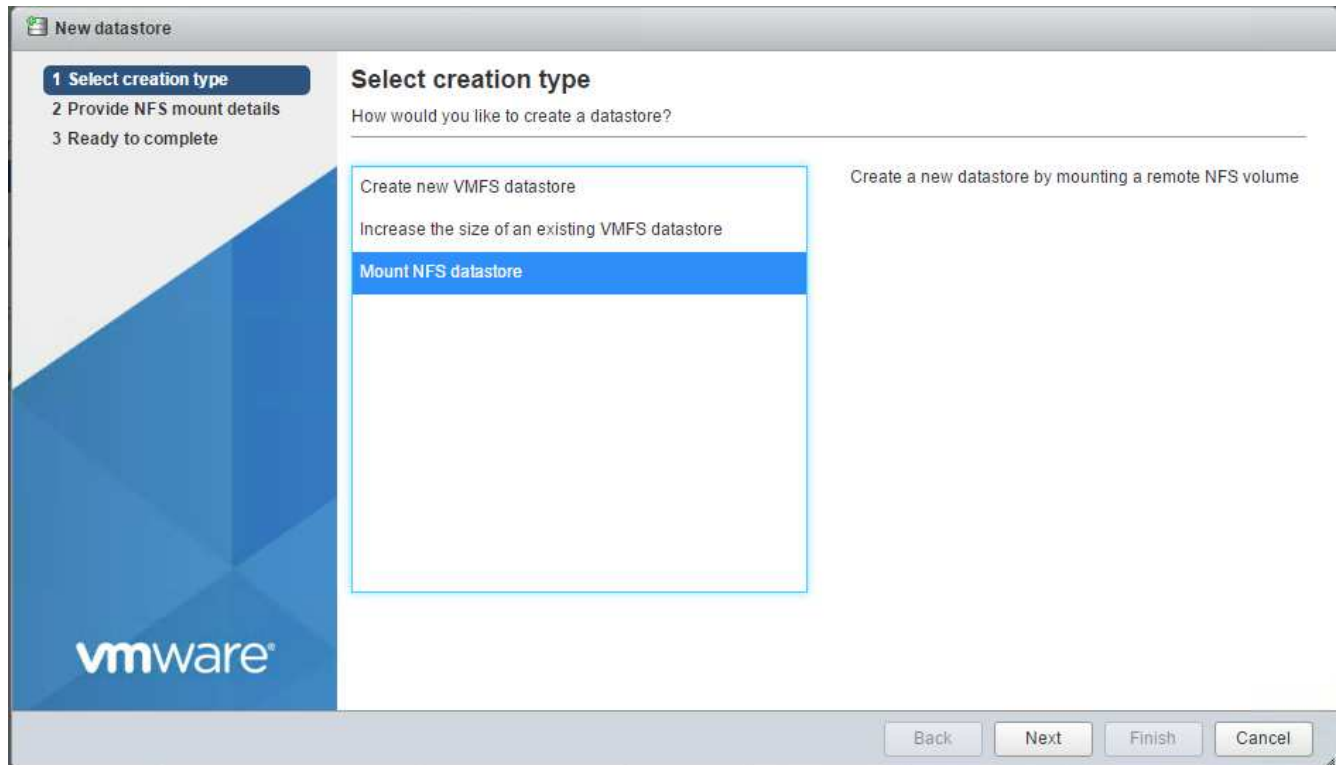 New datastore
1 Select creation type
2 Provide NFS mount details
3 Ready to complete
Select creation type
How would you like to create a datastore?
Create new VMFS datastore
Increase the size of an existing VMFS datastore
Mount NFS datastore
Create a new datastore by mounting a remote NFS volume
vmware®
Back
Next
Finish
Cancel